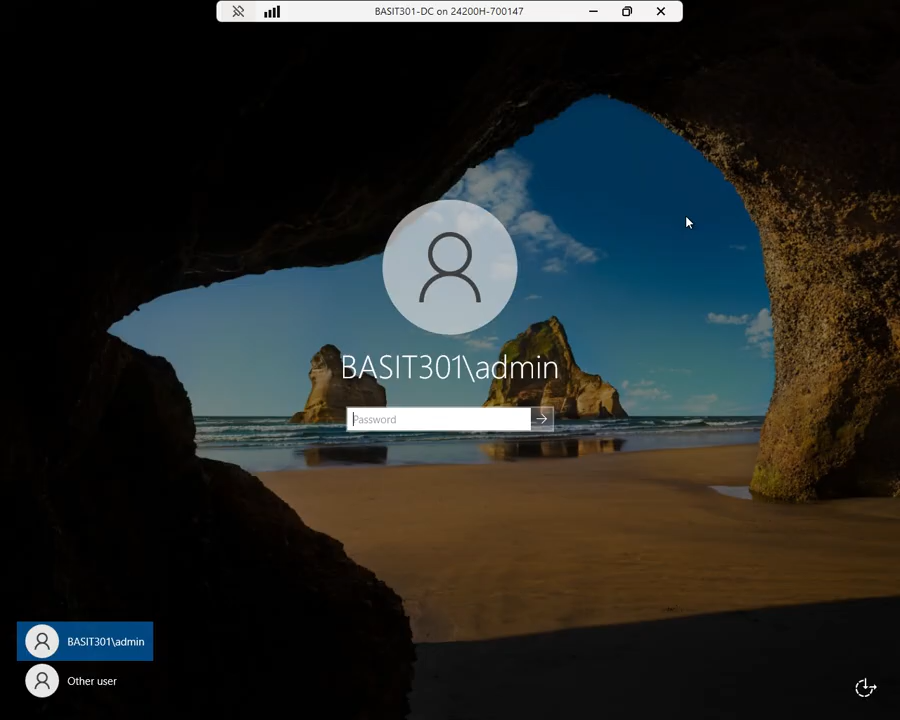 BASIT301-DC on 24200H-700147
BASIT301\admin
Password
BASIT301\admin
Other user